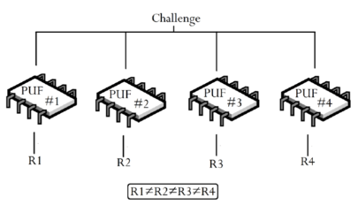 Challenge
PUF #1
PUF #2
PUF #3
PUF #4
R1
R2
R3
R4
R1≠R2≠R3≠R4